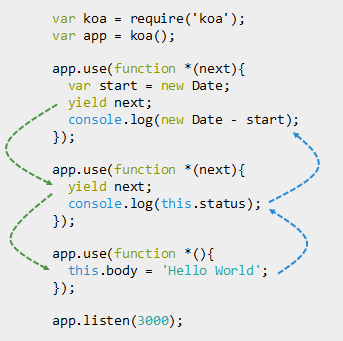 var koa = require('koa');
var app = koa();

app.use(function *(next){
  var start = new Date;
  yield next;
  console.log(new Date - start);
});

app.use(function *(next){
  yield next;
  console.log(this.status);
});

app.use(function *(){
  this.body = 'Hello World';
});

app.listen(3000);